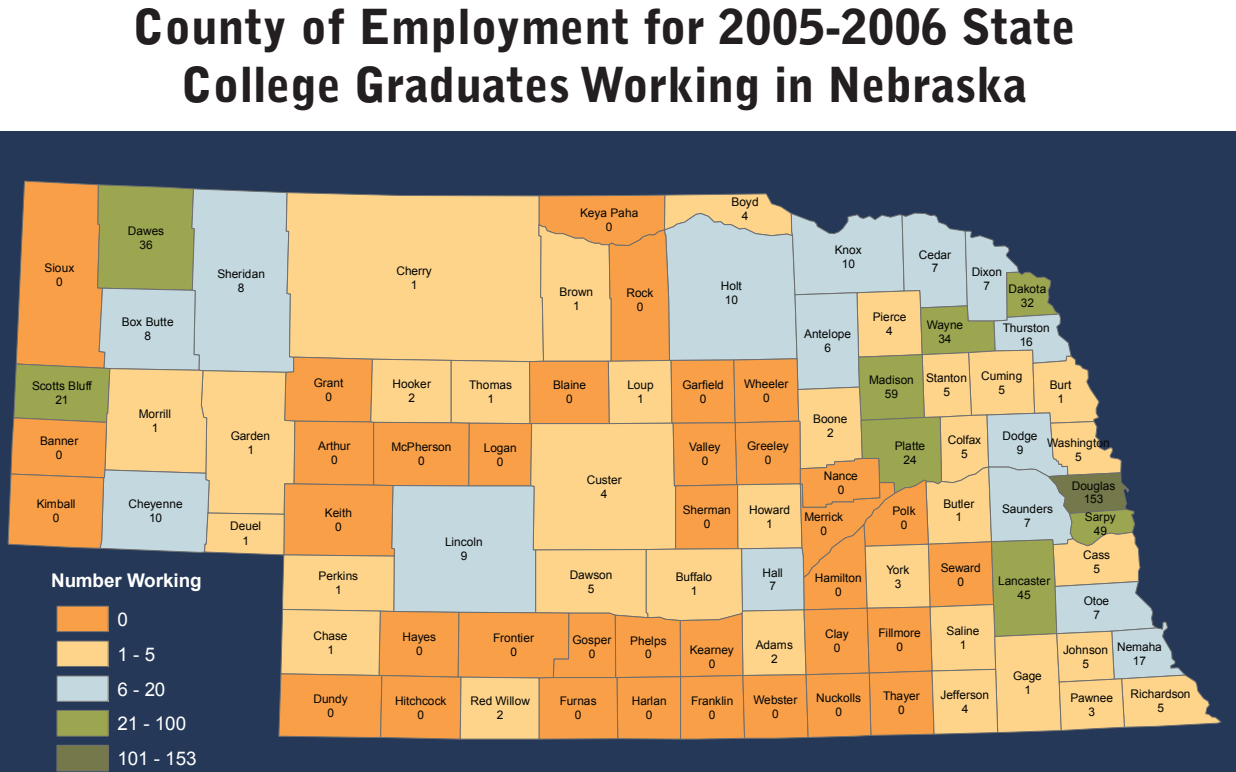 County of Employment for 2005-2006 State
College Graduates Working in Nebraska
Sioux
0
Dawes
36
Sheridan
8
Box Butte
8
Cherry
1
Keya Paha
0
Boyd
4
Brown
1
Rock
0
Holt
10
Knox
10
Cedar
7
Dixon
7
Dakota
32
Antelope
6
Pierce
4
Wayne
34
Thurston
16
Scotts Bluff
21
Morrill
1
Garden
1
Grant
0
Hooker
2
Thomas
1
Blaine
0
Loup
1
Garfield
0
Wheeler
0
Madison
59
Stanton
5
Cuming
5
Burt
1
Banner
0
Arthur
0
McPherson
0
Logan
0
Custer
4
Valley
0
Greeley
0
Boone
2
Platte
24
Colfax
5
Dodge
9
Washington
5
Kimball
0
Cheyenne
10
Deuel
1
Keith
0
Lincoln
9
Sherman
0
Howard
1
Nance
0
Merrick
0
Polk
0
Butler
1
Saunders
7
Douglas
153
Sarpy
49
Perkins
1
Dawson
5
Buffalo
1
Hall
7
Hamilton
0
York
3
Seward
0
Lancaster
45
Cass
5
Otoe
7
Chase
1
Hayes
0
Frontier
0
Gosper
0
Phelps
0
Kearney
0
Adams
2
Clay
0
Fillmore
0
Saline
1
Gage
1
Johnson
5
Nemaha
17
Dundy
0
Hitchcock
0
Red Willow
2
Furnas
0
Harlan
0
Franklin
0
Webster
0
Nuckolls
0
Thayer
0
Jefferson
4
Pawnee
3
Richardson
5
Number Working
0
1 - 5
6 - 20
21 - 100
101 - 153